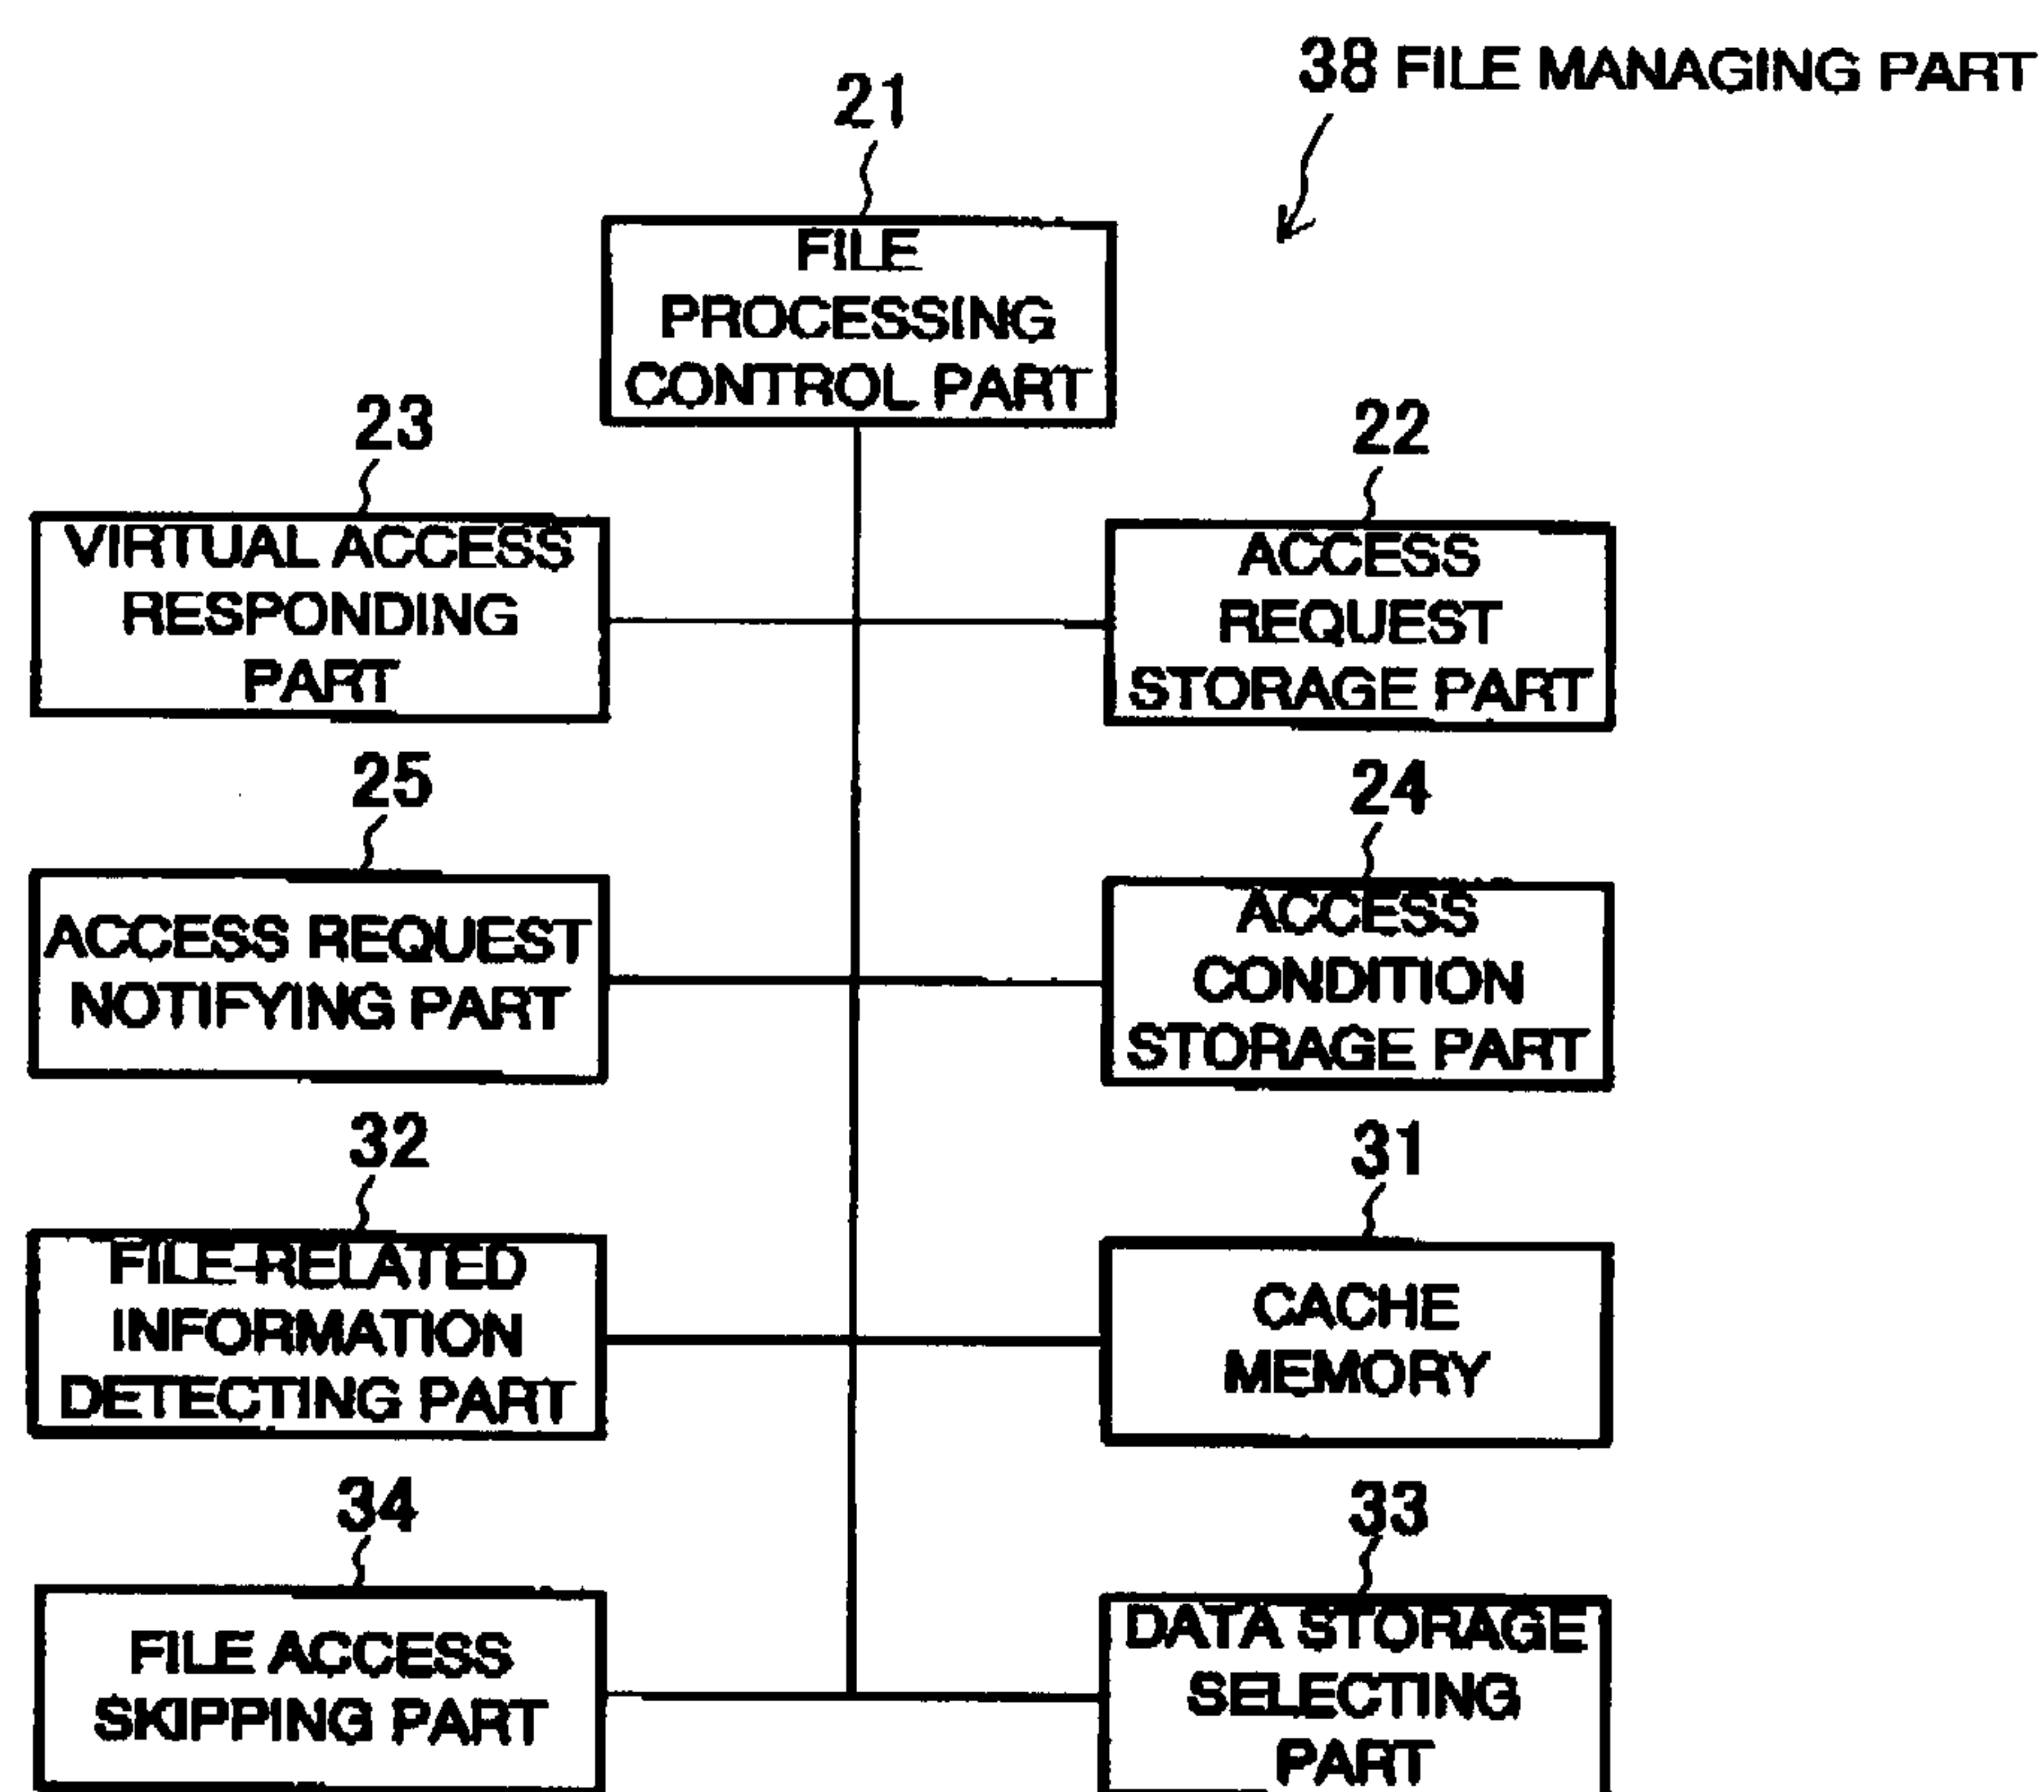 38 FILE MANAGING PART
21
FILE
PROCESSING
CONTROL PART
23
VIRTUAL ACCESS
RESPONDING
PART
22
ACCESS
REQUEST
STORAGE PART
25
ACCESS REQUEST
NOTIFYING PART
24
ACCESS
CONDITION
STORAGE PART
32
FILE-RELATED
INFORMATION
DETECTING PART
31
CACHE
MEMORY
34
FILE ACCESS
SKIPPING PART
33
DATA STORAGE
SELECTING
PART